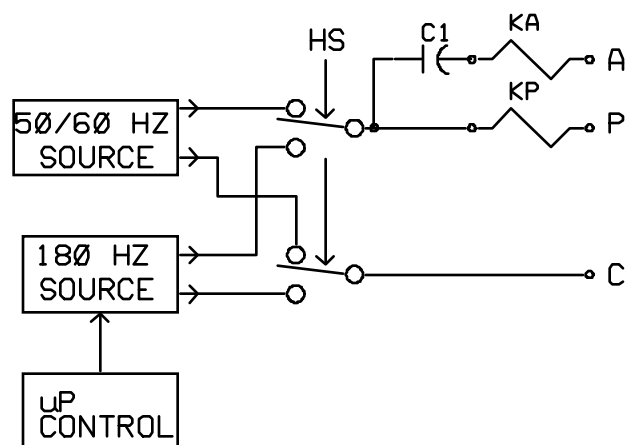 HS
C1
KA
A
KP
P
50/60 HZ
SOURCE
180 HZ
SOURCE
C
uP
CONTROL